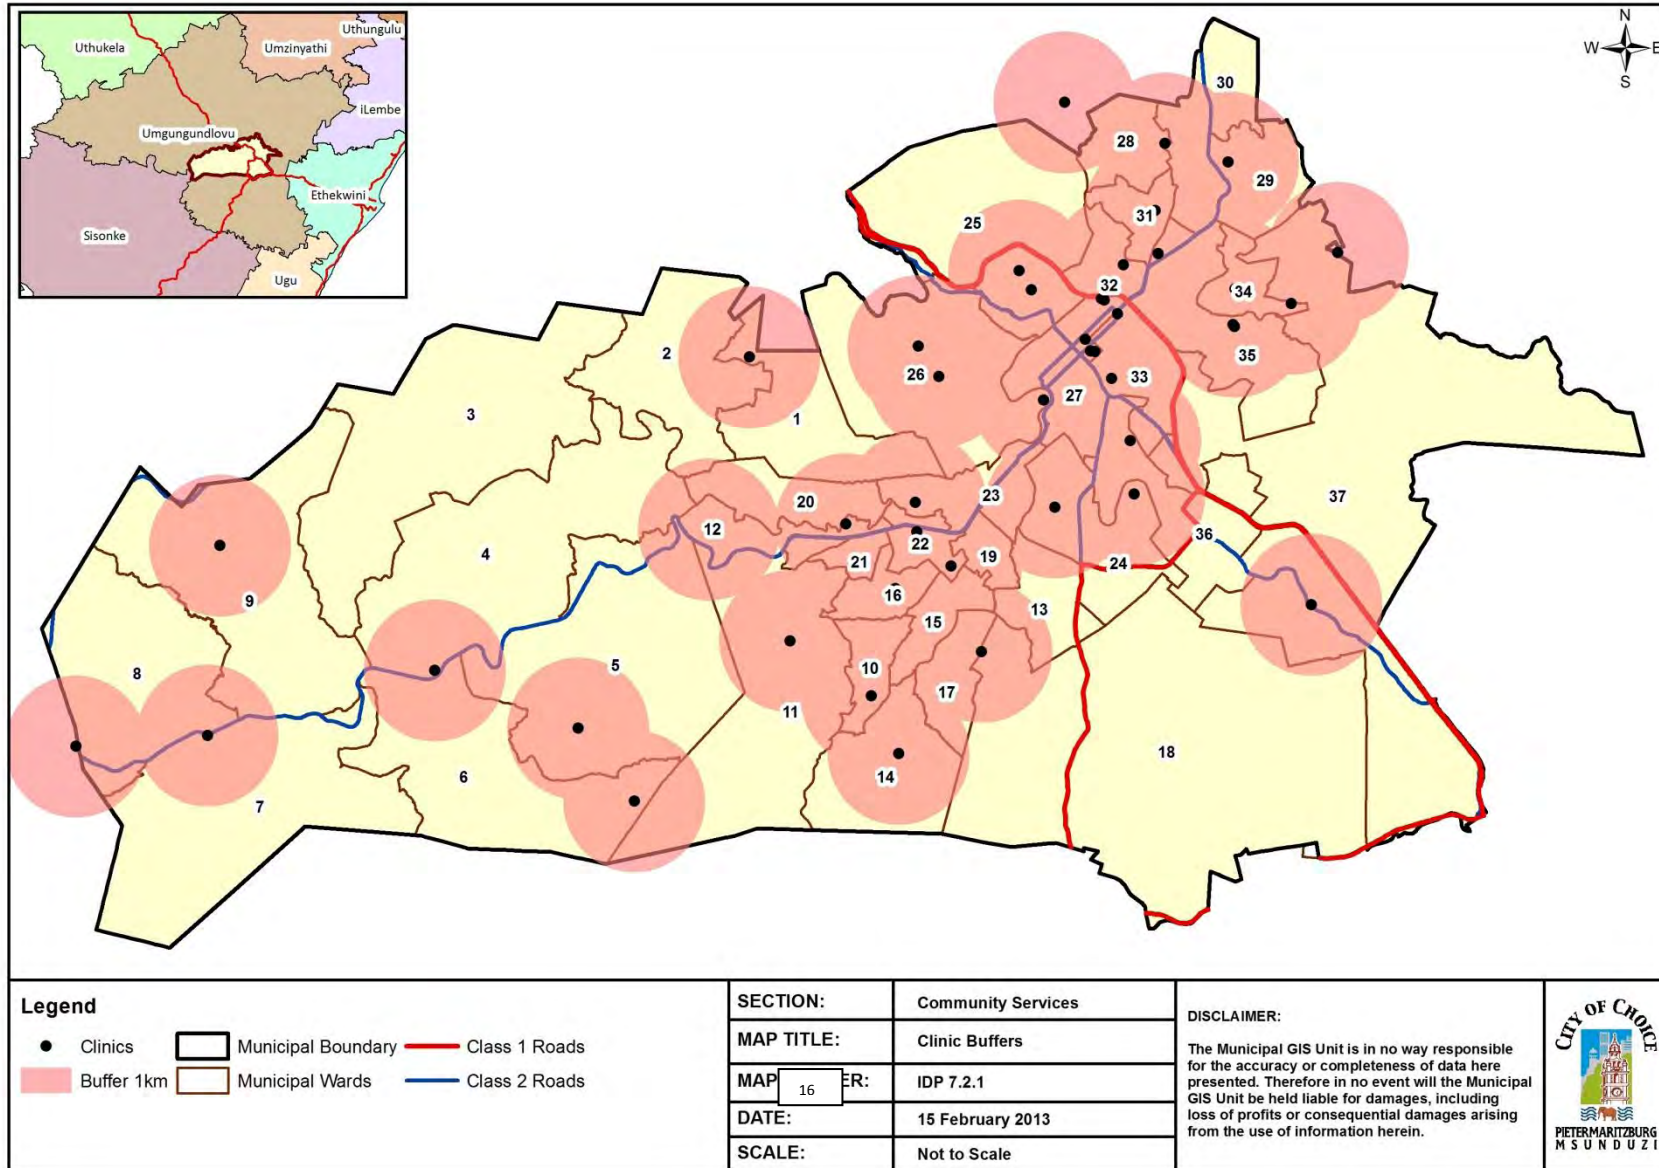 Uthukela
Umzinyathi
Uthungulu
iLembe
Umgungundlovu
Ethekwini
Sisonke
Ugu
N
W E
S
30
28
29
31
25
34
32
35
2
26
33
27
3
1
37
20
23
12
4
22
36
21
19
24
16
9
13
15
5
10
8
17
11
18
14
6
7
Legend
Clinics
Municipal Boundary
Class 1 Roads
Buffer 1km
Municipal Wards
Class 2 Roads
SECTION: Community Services
MAP TITLE: Clinic Buffers
MAP 16 ER: IDP 7.2.1
DATE: 15 February 2013
SCALE: Not to Scale
DISCLAIMER:
The Municipal GIS Unit is in no way responsible
for the accuracy or completeness of data here
presented. Therefore in no event will the Municipal
GIS Unit be held liable for damages, including
loss of profits or consequential damages arising
from the use of information herein.
CITY OF CHOICE
PIETERMARITZBURG
MSUNDUZI